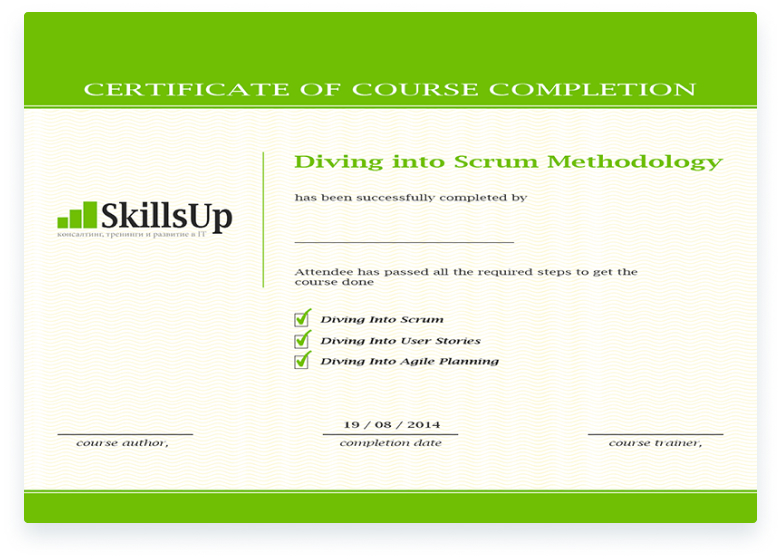 CERTIFICATE OF COURSE COMPLETION
Diving into Scrum Methodology
has been successfully completed by
SkillsUp
консалтинг, тренинги и развитие в IT
Attendee has passed all the required steps to get the
course done
Diving Into Scrum
Diving Into User Stories
Diving Into Agile Planning
19 / 08 / 2014
course author,
completion date
course trainer,